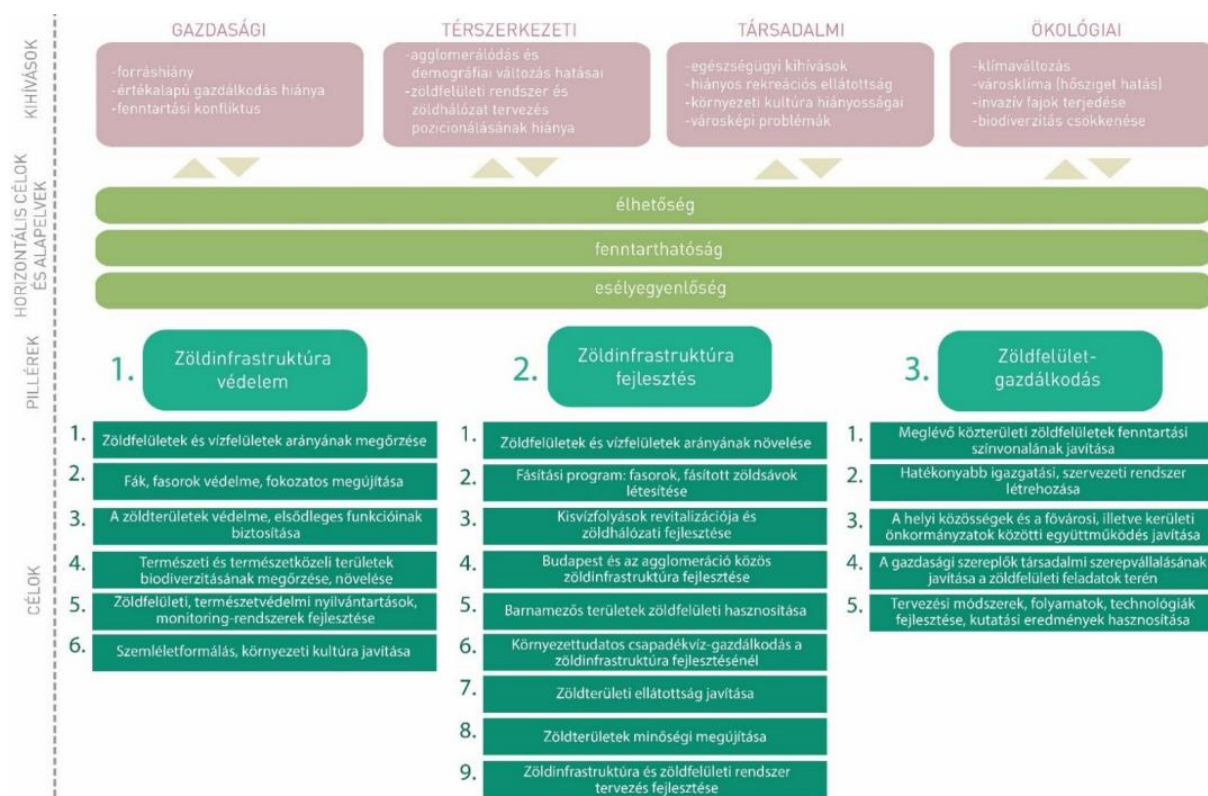 KIHÍVÁSOK
GAZDASÁGI
-forráshiány
-értékalapú gazdálkodás hiánya
-fenntartási konfliktus
TÉRSZERKEZETI
-agglomerálódás és
demográfiai változás hatásai
-zöldfelületi rendszer és
zöldhálózat tervezés
pozicionálásának hiánya
TÁRSADALMI
-egészségügyi kihívások
-hiányos rekreációs ellátottság
-környezeti kultúra hiányosságai
-városképi problémák
ÖKOLÓGIAI
-klímaváltozás
-városklíma (hősziget hatás)
-invazív fajok terjedése
-biodiverzitás csökkenése
HORIZONTÁLIS CÉLOK
ÉS ALAPELVEK
élhetőség
fenntarthatóság
esélyegyenlőség
PILLÉREK
1. Zöldinfrastruktúra
védelem
2. Zöldinfrastruktúra
fejlesztés
3. Zöldfelület-
gazdálkodás
CÉLOK
1. Zöldfelületek és vízfelületek arányának megőrzése
2. Fák, fasorok védelme, fokozatos megújítása
3. A zöldterületek védelme, elsődleges funkcióinak
biztosítása
4. Természeti és természetközeli területek
biodiverzitásának megőrzése, növelése
5. Zöldfelületi, természetvédelmi nyilvántartások,
monitoring-rendszerek fejlesztése
6. Szemléletformálás, környezeti kultúra javítása
1. Zöldfelületek és vízfelületek arányának növelése
2. Fásítási program: fasorok, fásított zöldsávok
létesítése
3. Kisvízfolyások revitalizációja és
zöldhálózati fejlesztése
4. Budapest és az agglomeráció közös
zöldinfrastruktúra fejlesztése
5. Barnamezős területek zöldfelületi hasznosítása
6. Környezettudatos csapadékvíz-gazdálkodás a
zöldinfrastruktúra fejlesztésénél
7. Zöldterületi ellátottság javítása
8. Zöldterületek minőségi megújítása
9. Zöldinfrastruktúra és zöldfelületi rendszer
tervezés fejlesztése
1. Meglévő közterületi zöldfelületek fenntartási
színvonalának javítása
2. Hatékonyabb igazgatási, szervezeti rendszer
létrehozása
3. A helyi közösségek és a fővárosi, illetve kerületi
önkormányzatok közötti együttműködés javítása
4. A gazdasági szereplők társadalmi szerepvállalásának
javítása a zöldfelületi feladatok terén
5. Tervezési módszerek, folyamatok, technológiák
fejlesztése, kutatási eredmények hasznosítása